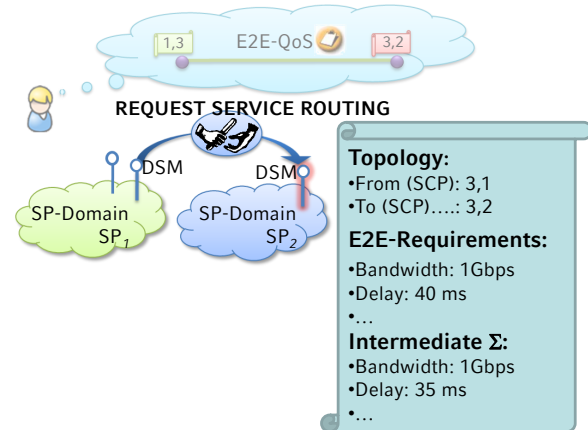 1,3 E2E-QoS 3,2
REQUEST SERVICE ROUTING
DSM
DSM
SP-Domain
SP1
SP-Domain
SP2
Topology:
•From (SCP): 3,1
•To (SCP)....: 3,2
E2E-Requirements:
•Bandwidth: 1Gbps
•Delay: 40 ms
•...
Intermediate Σ:
•Bandwidth: 1Gbps
•Delay: 35 ms
•...